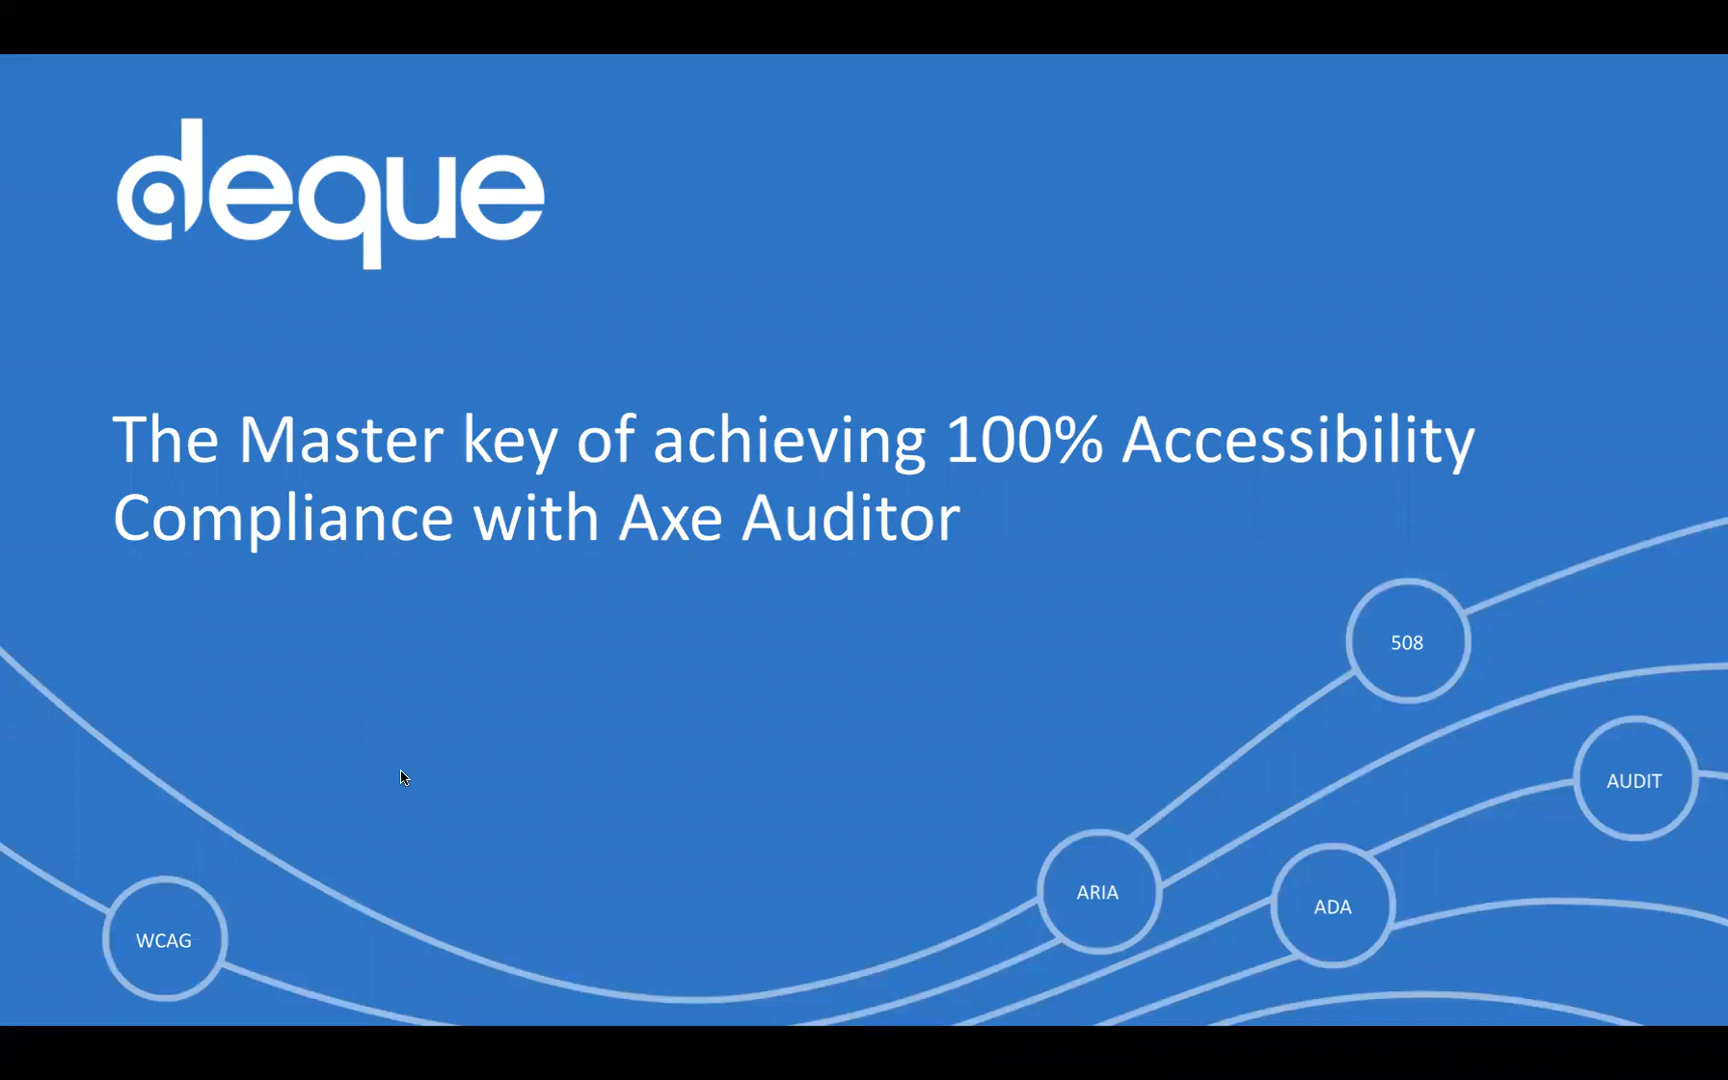 deque
The Master key of achieving 100% Accessibility
Compliance with Axe Auditor
508
AUDIT
ARIA
ADA
WCAG